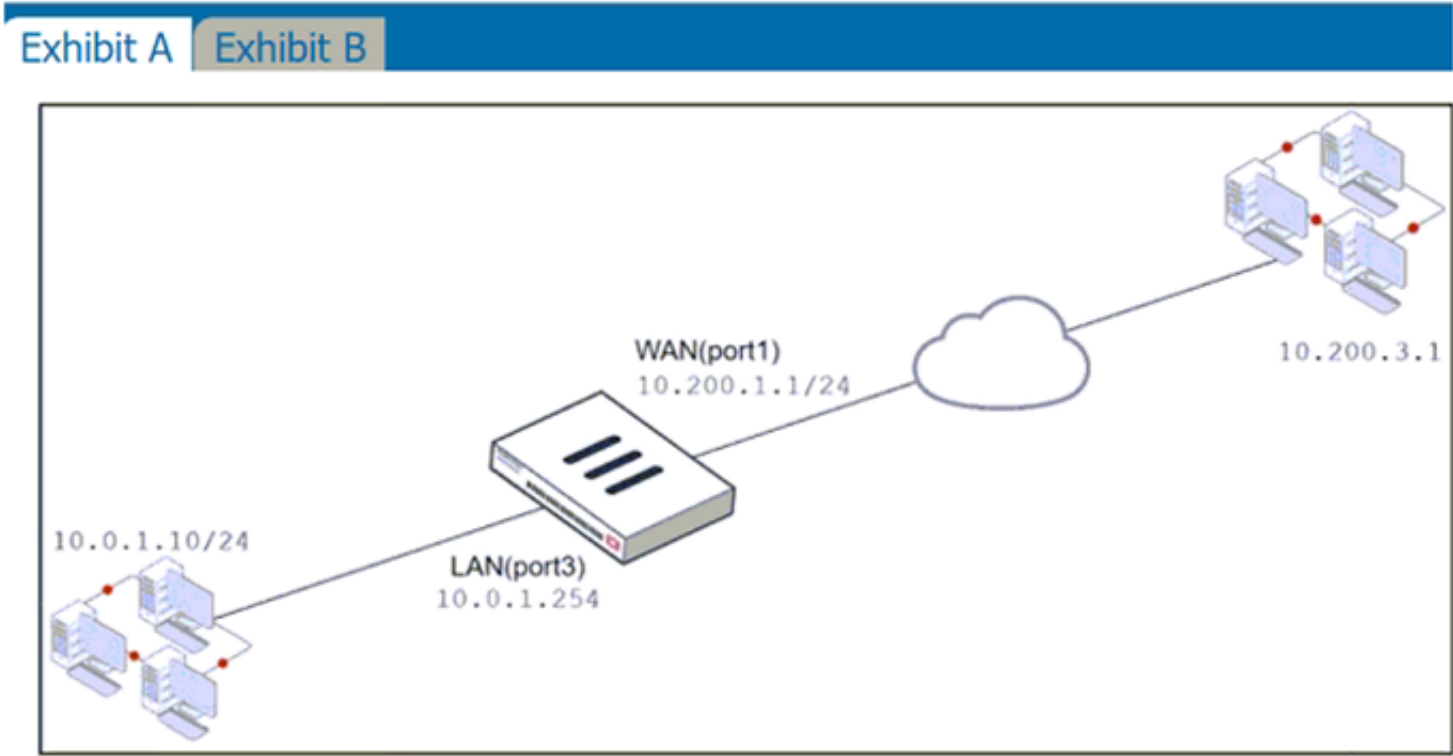 Exhibit A
Exhibit B
WAN(port1)
10.200.1.1/24
10.200.3.1
10.0.1.10/24
LAN(port3)
10.0.1.254